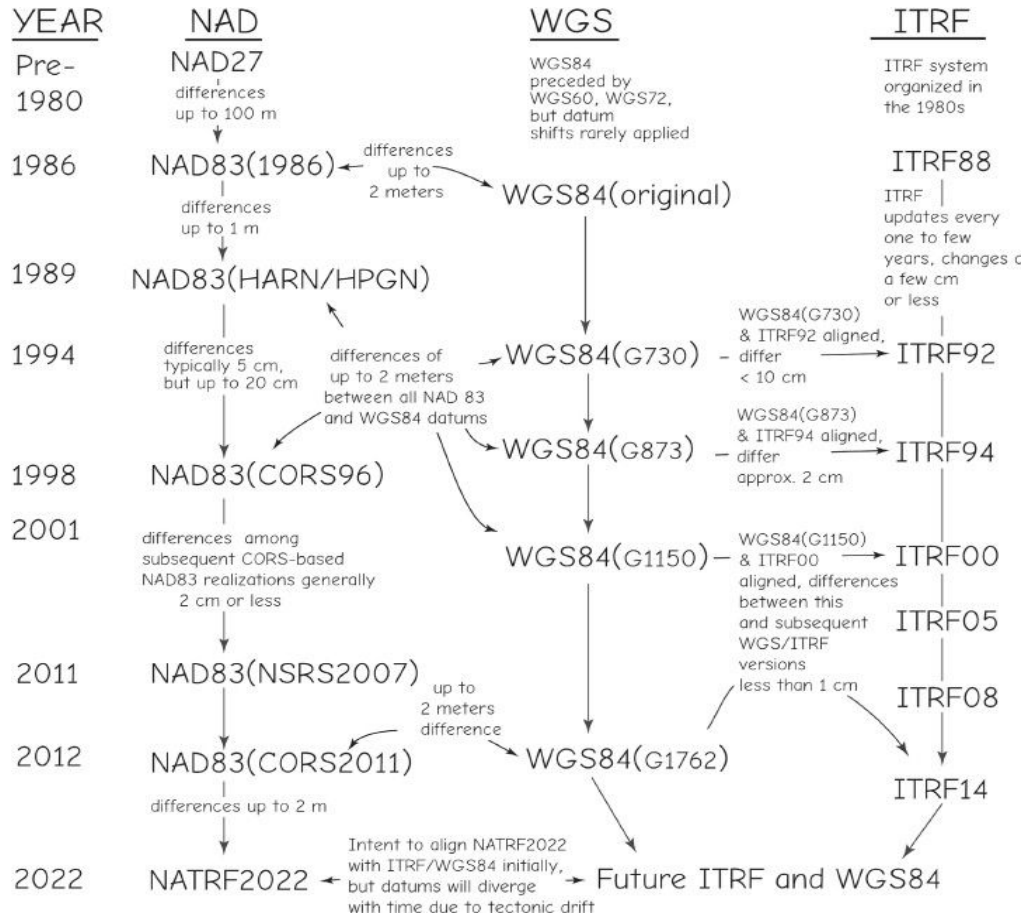 YEAR NAD WGS ITRF
Pre-
1980
NAD27
differences
up to 100 m
WGS84
preceded by
WGS60, WGS72,
but datum
shifts rarely applied
ITRF system
organized in
the 1980s
1986
NAD83(1986)
differences
up to
2 meters
WGS84(original)
ITRF88
differences
up to 1 m
ITRF
updates every
one to few
years, changes o
a few cm
or less
1989
NAD83(HARN/HPGN)
differences
typically 5 cm,
but up to 20 cm
differences of
up to 2 meters
between all NAD 83
and WGS84 datums
1994
WGS84(G730)
WGS84(G730)
& ITRF92 aligned,
differ
< 10 cm
ITRF92
WGS84(G873)
WGS84(G873)
& ITRF94 aligned,
differ
approx. 2 cm
ITRF94
1998
NAD83(CORS96)
2001
differences among
subsequent CORS-based
NAD83 realizations generally
2 cm or less
WGS84(G1150)
WGS84(G1150)
& ITRF00
aligned, differences
between this
and subsequent
WGS/ITRF
versions
less than 1 cm
ITRF00
ITRF05
ITRF08
2011
NAD83(NSRS2007)
up to
2 meters
difference
2012
NAD83(CORS2011)
WGS84(G1762)
ITRF14
differences up to 2 m
2022
NATRF2022
Intent to align NATRF2022
with ITRF/WGS84 initially,
but datums will diverge
with time due to tectonic drift
Future ITRF and WGS84